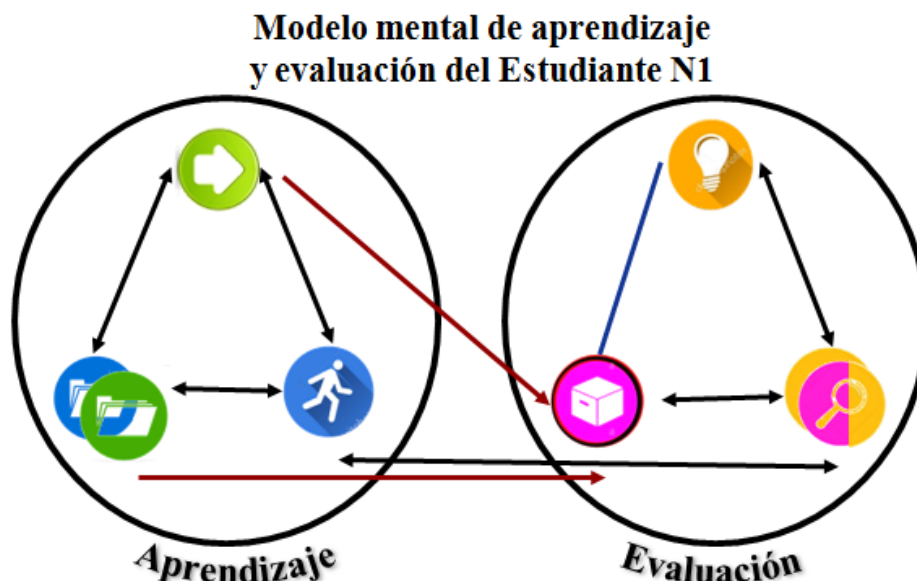 Modelo mental de aprendizaje
y evaluación del Estudiante N1
Aprendizaje
Evaluación